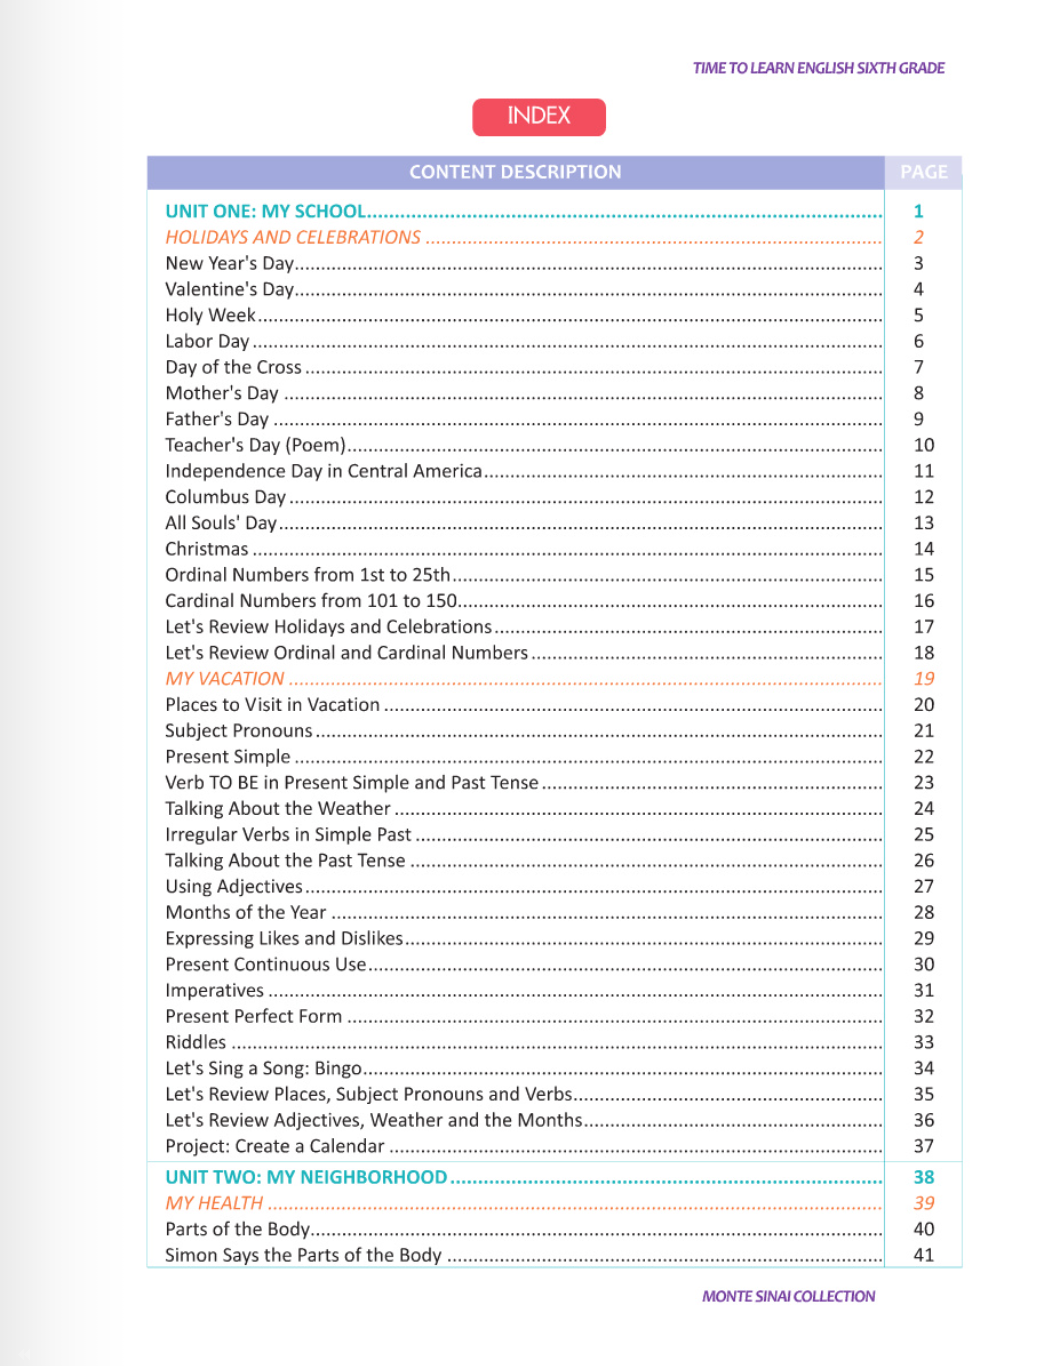 TIME TO LEARN ENGLISH SIXTH GRADE
INDEX
CONTENT DESCRIPTION PAGE
UNIT ONE: MY SCHOOL 1
HOLIDAYS AND CELEBRATIONS 2
New Year's Day 3
Valentine's Day 4
Holy Week 5
Labor Day 6
Day of the Cross 7
Mother's Day 8
Father's Day 9
Teacher's Day (Poem) 10
Independence Day in Central America 11
Columbus Day 12
All Souls' Day 13
Christmas 14
Ordinal Numbers from 1st to 25th 15
Cardinal Numbers from 101 to 150 16
Let's Review Holidays and Celebrations 17
Let's Review Ordinal and Cardinal Numbers 18
MY VACATION 19
Places to Visit in Vacation 20
Subject Pronouns 21
Present Simple 22
Verb TO BE in Present Simple and Past Tense 23
Talking About the Weather 24
Irregular Verbs in Simple Past 25
Talking About the Past Tense 26
Using Adjectives 27
Months of the Year 28
Expressing Likes and Dislikes 29
Present Continuous Use 30
Imperatives 31
Present Perfect Form 32
Riddles 33
Let's Sing a Song: Bingo 34
Let's Review Places, Subject Pronouns and Verbs 35
Let's Review Adjectives, Weather and the Months 36
Project: Create a Calendar 37
UNIT TWO: MY NEIGHBORHOOD 38
MY HEALTH 39
Parts of the Body 40
Simon Says the Parts of the Body 41
MONTE SINAI COLLECTION